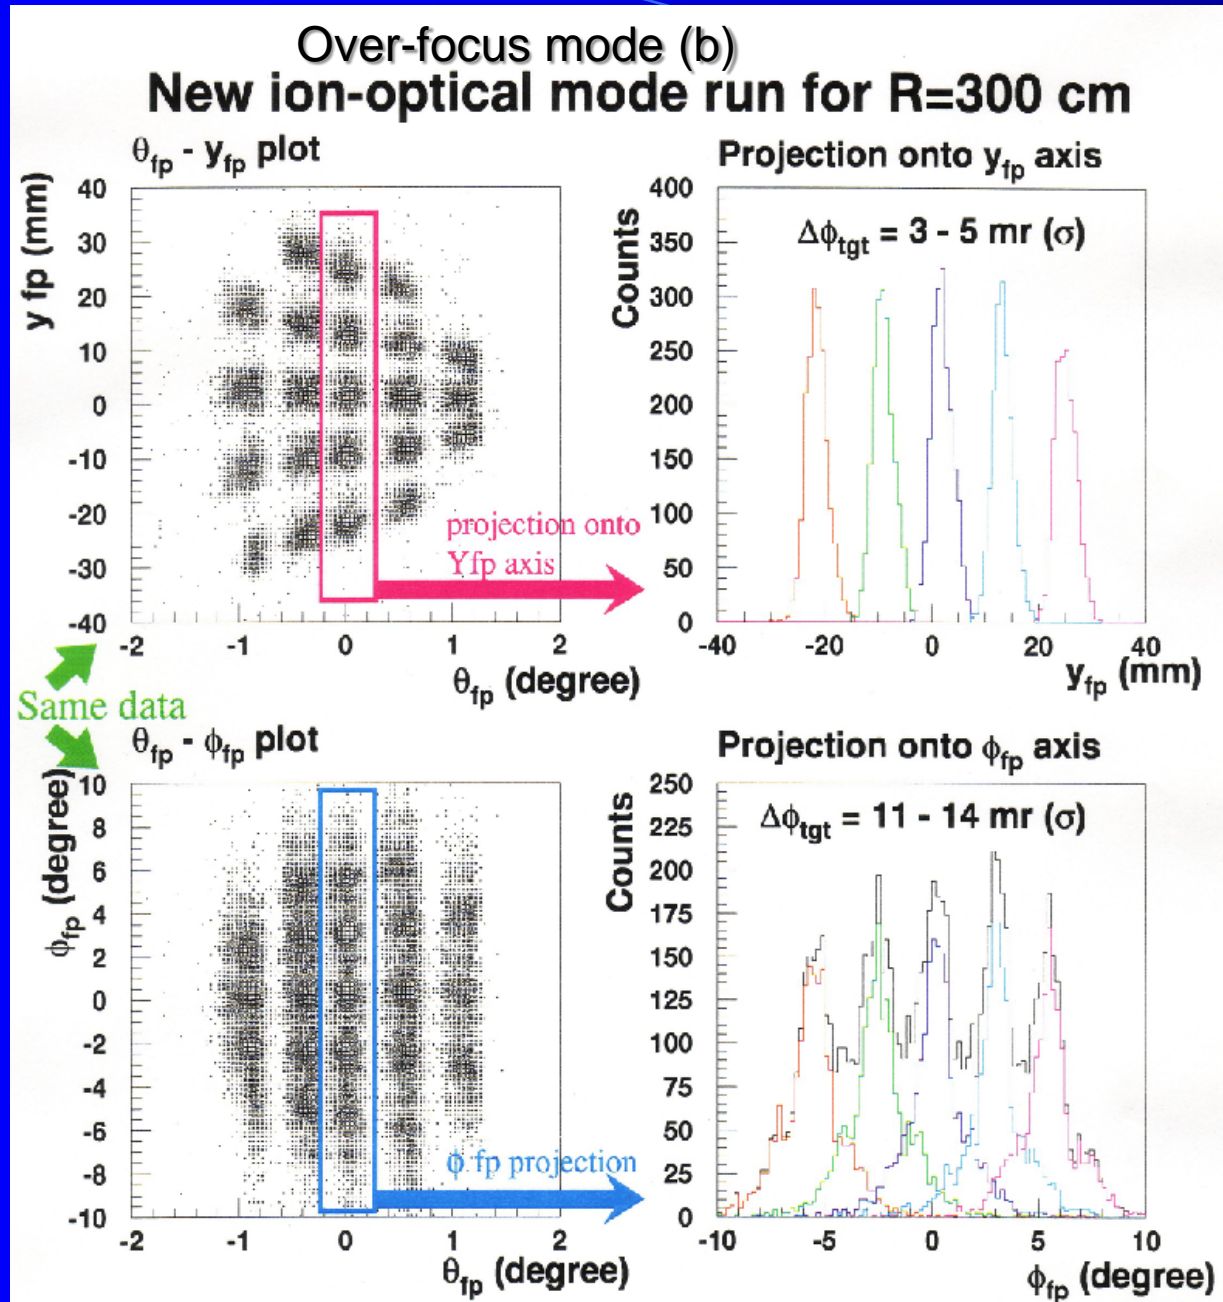 Over-focus mode (b)
New ion-optical mode run for R=300 cm
θfp - yfp plot
y fp (mm)
40
30
20
10
0
-10
-20
-30
-40
-2 -1 0 1 2
θfp (degree)
projection onto
Yfp axis
Projection onto yfp axis
Δϕtgt = 3 - 5 mr (σ)
Counts
400
350
300
250
200
150
100
50
0
-40 -20 0 20 40
yfp (mm)
Same data
θfp - ϕfp plot
ϕfp (degree)
10
8
6
4
2
0
-2
-4
-6
-8
-10
-2 -1 0 1 2
θfp (degree)
ϕ fp projection
Projection onto ϕfp axis
Δϕtgt = 11 - 14 mr (σ)
Counts
250
225
200
175
150
125
100
75
50
25
0
-10 -5 0 5 10
ϕfp (degree)